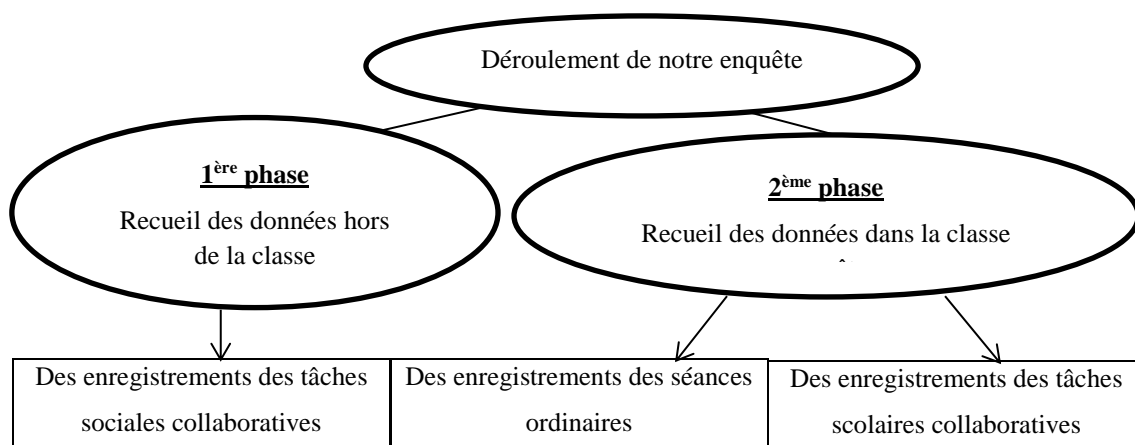 Déroulement de notre enquête
1ère phase
Recueil des données hors
de la classe
2ème phase
Recueil des données dans la classe
Des enregistrements des tâches
sociales collaboratives
Des enregistrements des séances
ordinaires
Des enregistrements des tâches
scolaires collaboratives